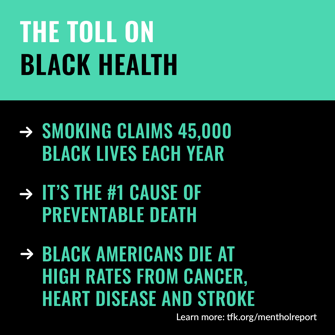 THE TOLL ON
BLACK HEALTH
→ SMOKING CLAIMS 45,000
BLACK LIVES EACH YEAR
→ IT'S THE #1 CAUSE OF
PREVENTABLE DEATH
→ BLACK AMERICANS DIE AT
HIGH RATES FROM CANCER,
HEART DISEASE AND STROKE
Learn more: tfk.org/mentholreport